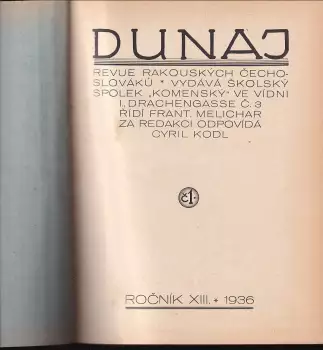 DUNAJ
REVUE RAKOUSKÝCH ČECHO-
SLOVÁKŮ * VYDÁVÁ ŠKOLSKÝ
SPOLEK „KOMENSKÝ" VE VÍDNI
I., DRACHENGASSE Č. 3
ŘÍDÍ FRANT. MELICHAR
ZA REDAKCI ODPOVÍDÁ
CYRIL KODL
č1.
ROČNÍK XIII. * 1936